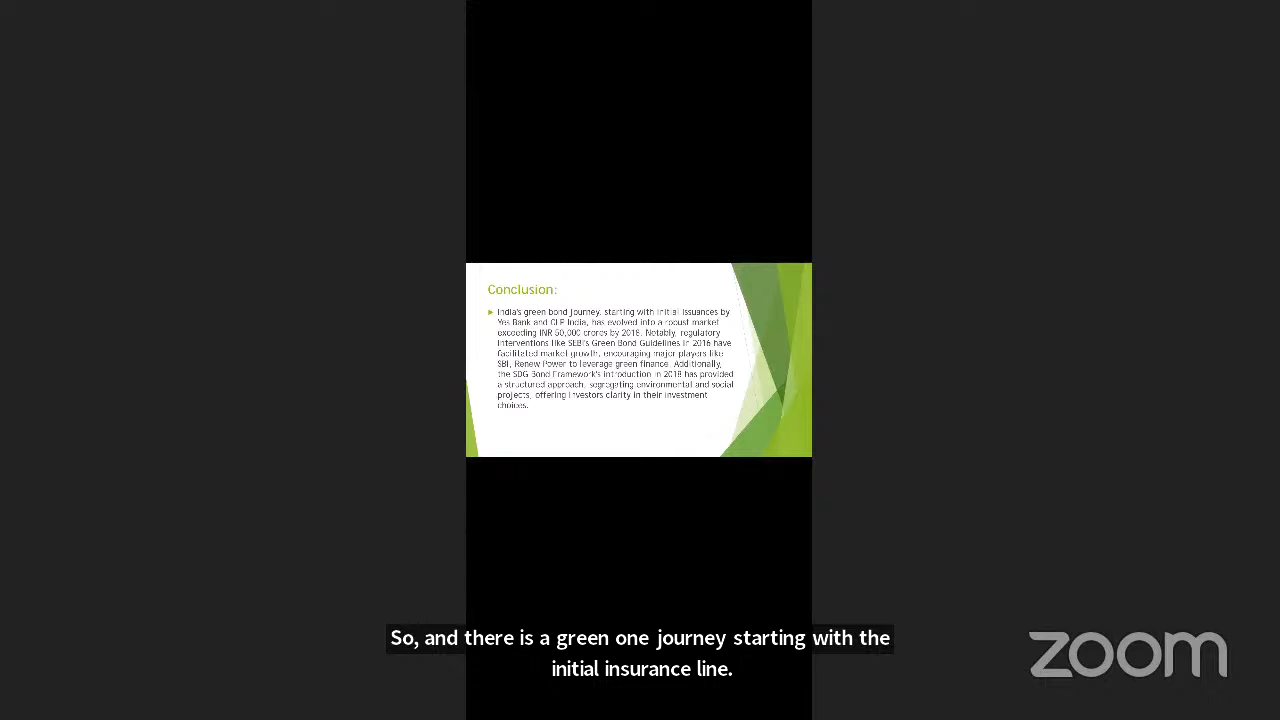 Conclusion:
▶ India's green bond journey, starting with initial issuances by
Yes Bank and CLP India, has evolved into a robust market
exceeding INR 50,000 crores by 2018. Notably, regulatory
interventions like SEBI's Green Bond Guidelines in 2016 have
facilitated market growth, encouraging major players like
SBI, Renew Power to leverage green finance. Additionally,
the SDG Bond Framework's introduction in 2018 has provided
a structured approach, segregating environmental and social
projects, offering investors clarity in their investment
choices.
So, and there is a green one journey starting with the
initial insurance line.
zoom